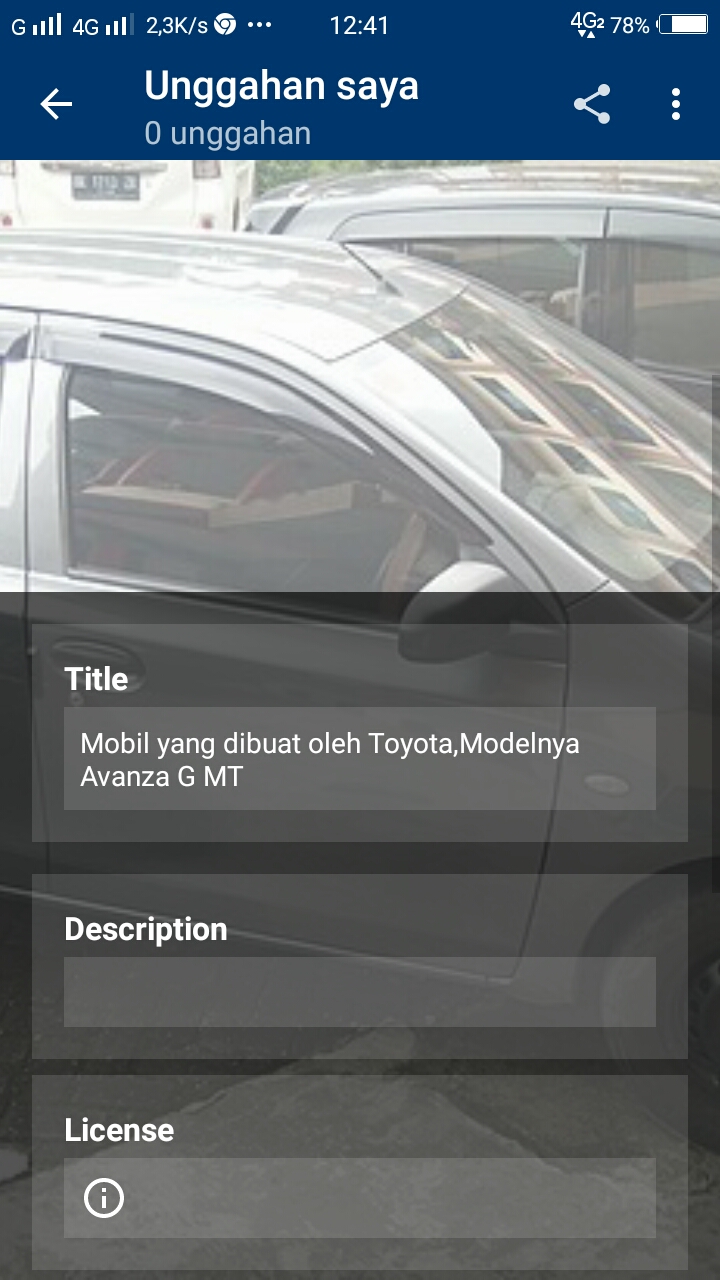 G 4G 2,3K/s 12:41 4G2 78%
Unggahan saya
0 unggahan
Title
Mobil yang dibuat oleh Toyota,Modelnya
Avanza G MT
Description
License